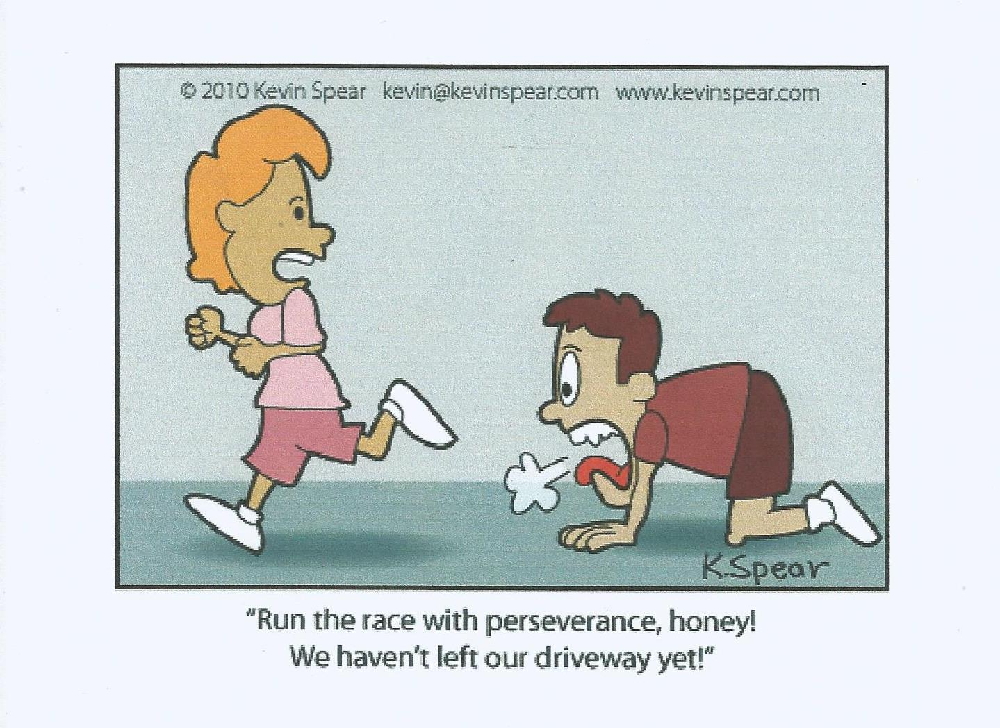 © 2010 Kevin Spear kevin@kevinspear.com www.kevinspear.com
K.Spear
"Run the race with perseverance, honey!
We haven't left our driveway yet!"